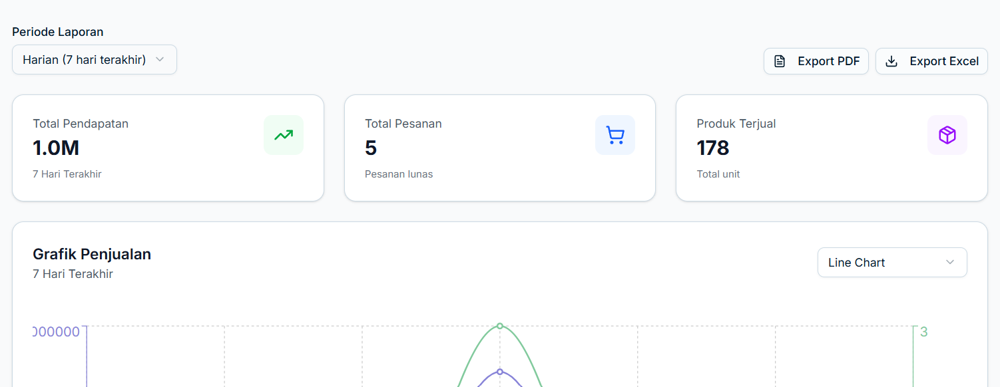 Periode Laporan
Harian (7 hari terakhir)
Export PDF
Export Excel
Total Pendapatan
1.0M
7 Hari Terakhir
Total Pesanan
5
Pesanan lunas
Produk Terjual
178
Total unit
Grafik Penjualan
7 Hari Terakhir
Line Chart
000000
3